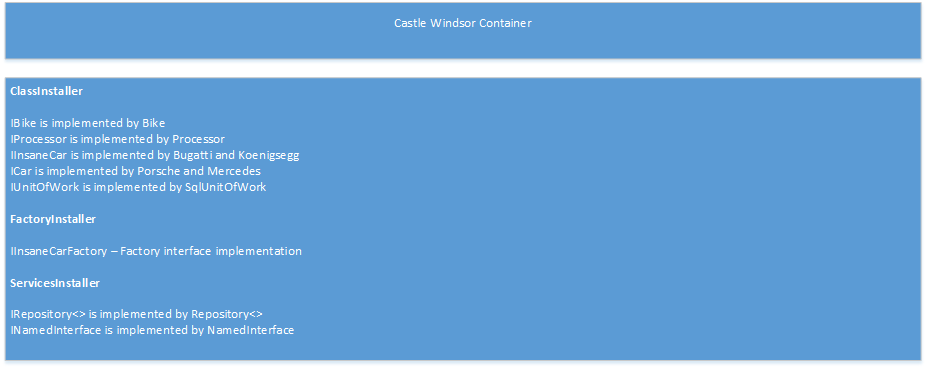 Castle Windsor Container
ClassInstaller
IBike is implemented by Bike
IProcessor is implemented by Processor
IInsaneCar is implemented by Bugatti and Koenigsegg
ICar is implemented by Porsche and Mercedes
IUnitOfWork is implemented by SqlUnitOfWork
FactoryInstaller
IInsaneCarFactory – Factory interface implementation
ServicesInstaller
IRepository<> is implemented by Repository<>
INamedInterface is implemented by NamedInterface